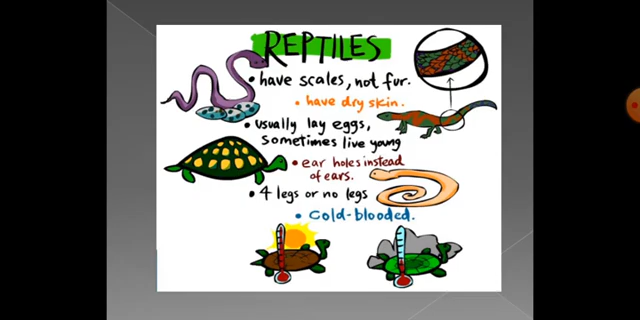 REPTILES
• have scales, not fur.
• have dry skin.
• usually lay eggs,
sometimes live young
• ear holes instead
of ears.
• 4 legs or no legs
• cold-blooded.